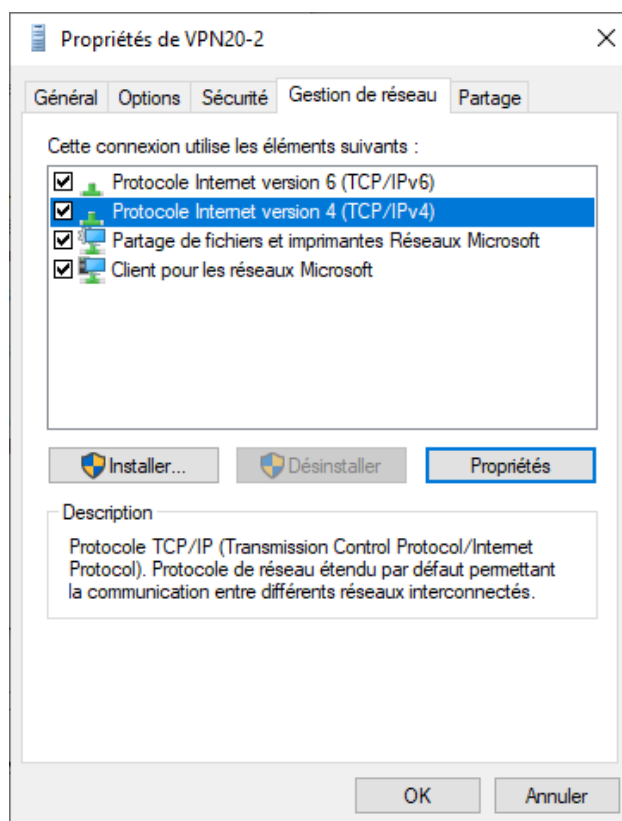 Propriétés de VPN20-2
Général Options Sécurité Gestion de réseau Partage
Cette connexion utilise les éléments suivants :
Protocole Internet version 6 (TCP/IPv6)
Protocole Internet version 4 (TCP/IPv4)
Partage de fichiers et imprimantes Réseaux Microsoft
Client pour les réseaux Microsoft
Installer... Désinstaller Propriétés
Description
Protocole TCP/IP (Transmission Control Protocol/Internet
Protocol). Protocole de réseau étendu par défaut permettant
la communication entre différents réseaux interconnectés.
OK Annuler